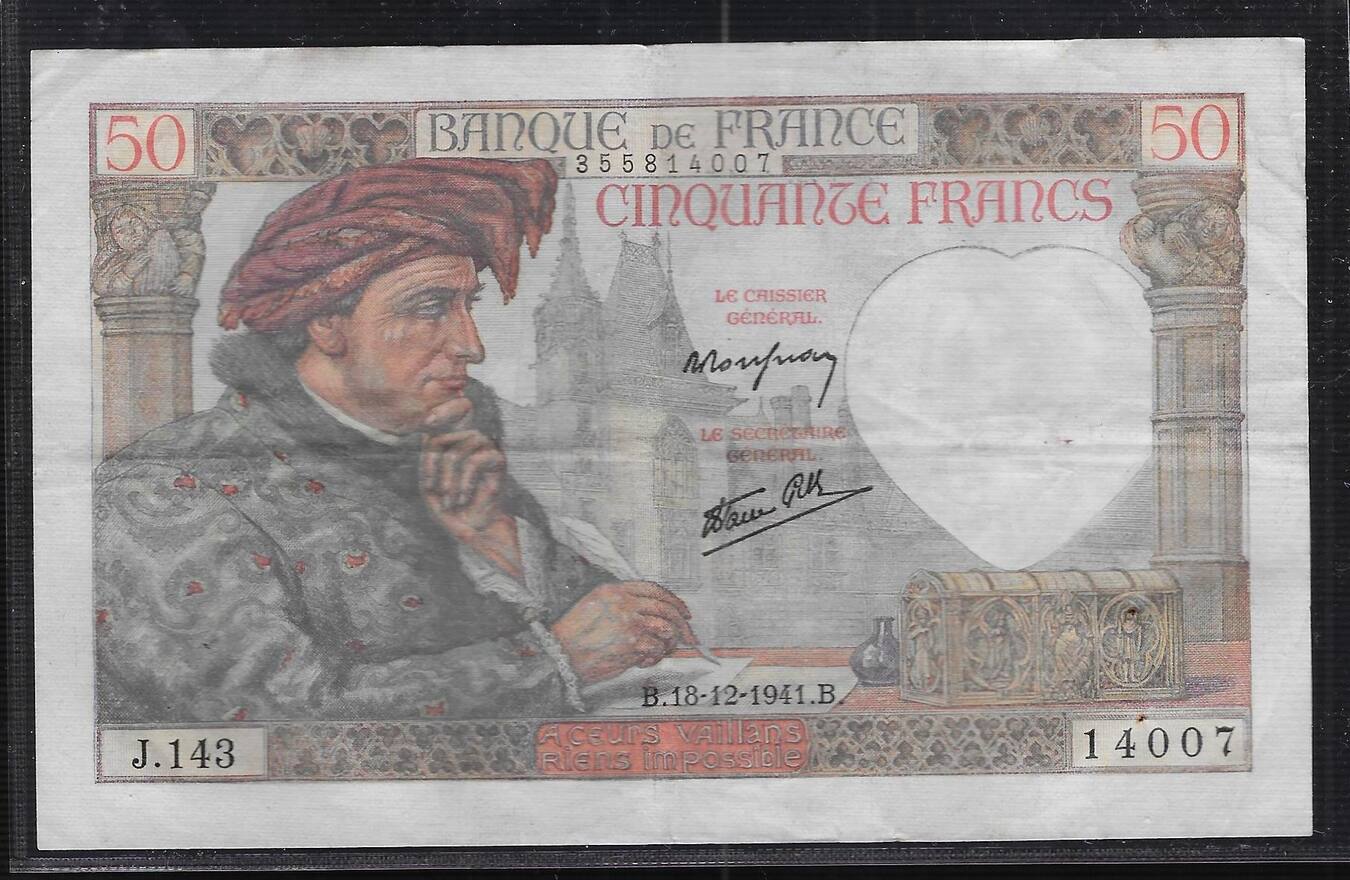 50 BANQUE DE FRANCE 50
355814007
CINQUANTE FRANCS
LE CAISSIER
GÉNÉRAL.
LE SECRÉTAIRE
GÉNÉRAL
B.18-12-1941.B.
J.143
A CEURS VAILLANS
RIENS IMPOSSIBLE
14007